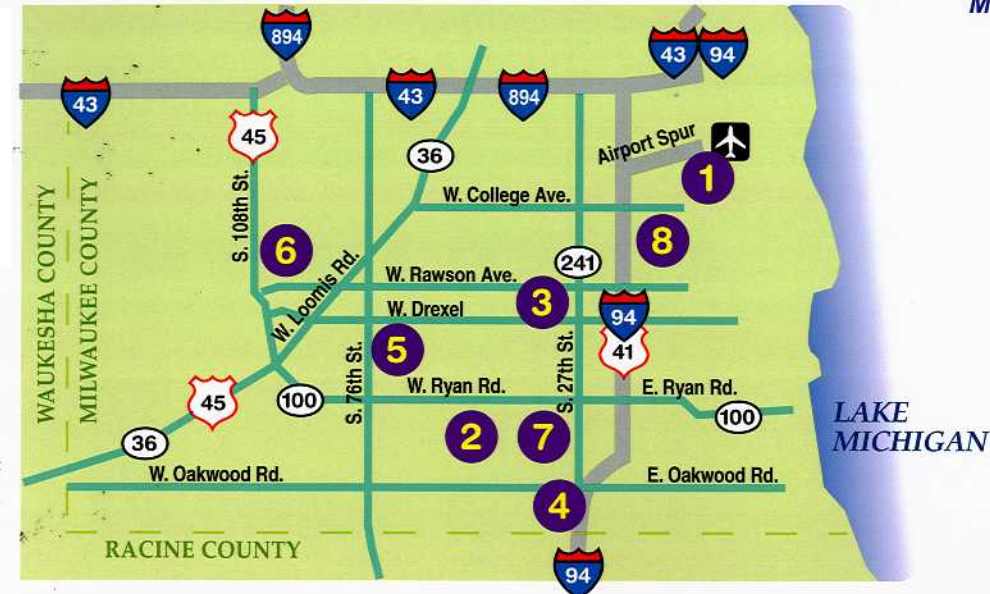 M
894
43
94
43
43
894
45
36
Airport Spur
1
W. College Ave.
WAUKESHA COUNTY
MILWAUKEE COUNTY
S. 108th St.
6
8
241
W. Loomis Rd.
W. Rawson Ave.
3
94
W. Drexel
41
5
S. 76th St.
S. 27th St.
W. Ryan Rd.
E. Ryan Rd.
45
100
100
LAKE
MICHIGAN
36
2
7
W. Oakwood Rd.
E. Oakwood Rd.
4
RACINE COUNTY
94